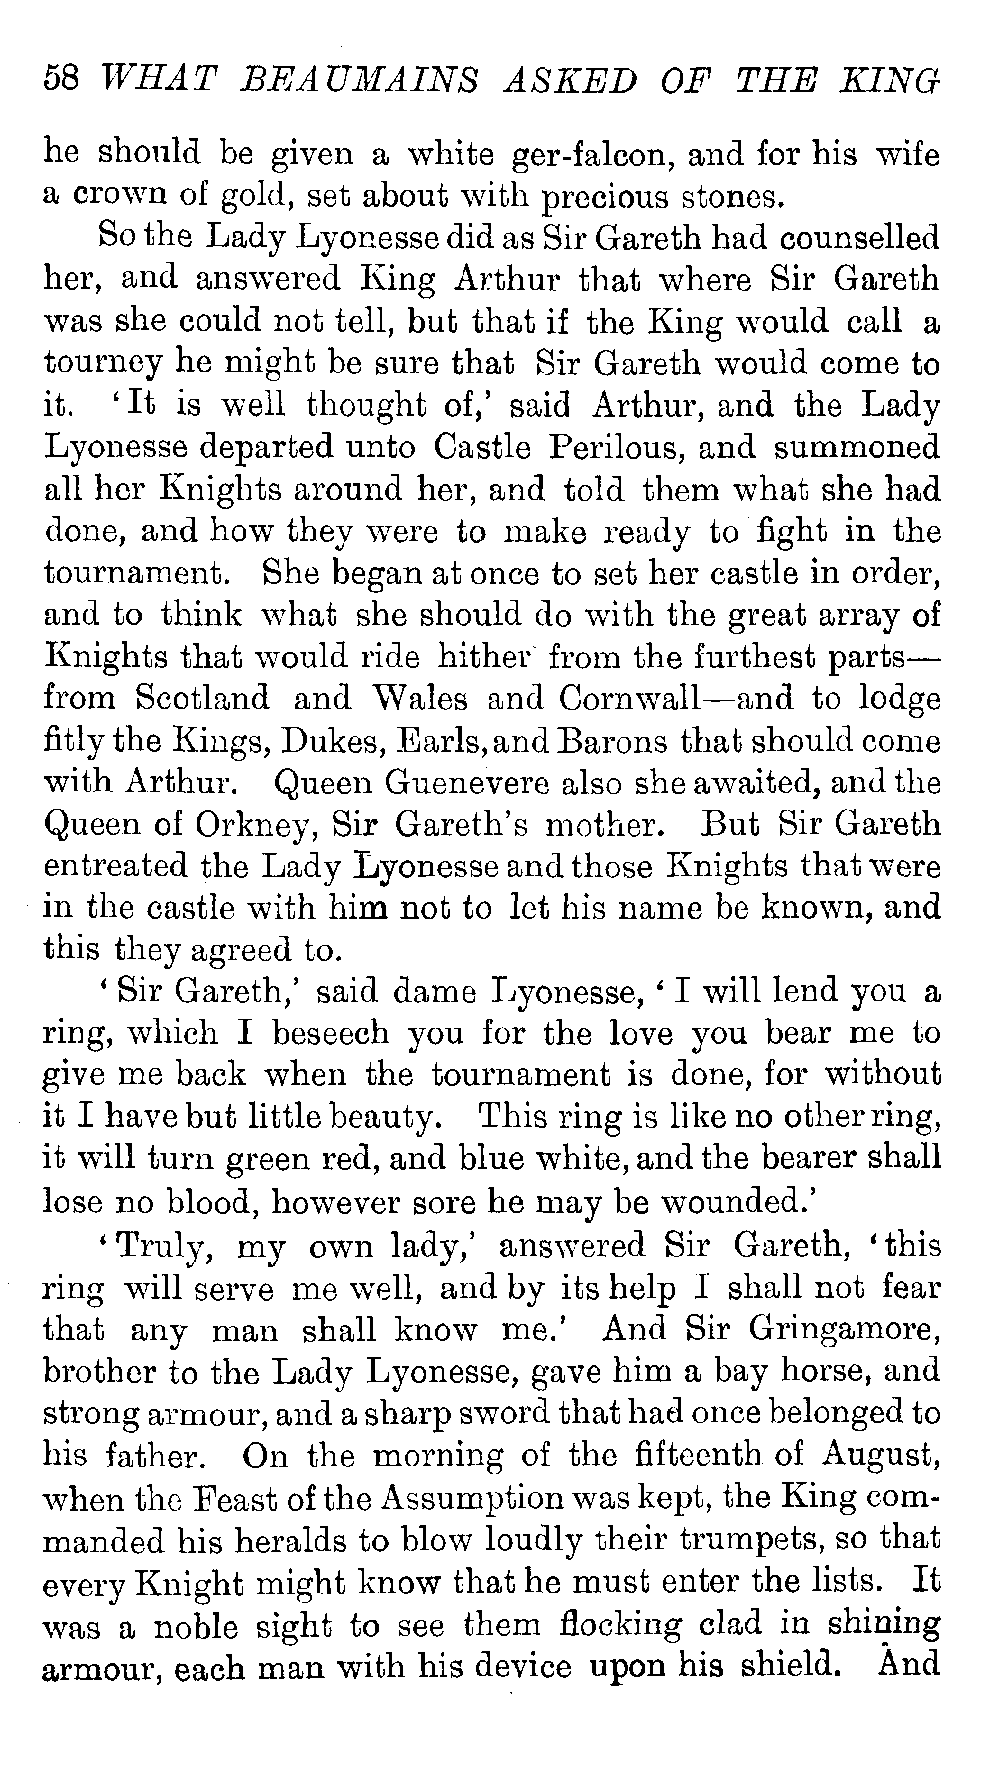 58 WHAT BEAUMAINS ASKED OF THE KING
he should be given a white ger-falcon, and for his wife
a crown of gold, set about with precious stones.
So the Lady Lyonesse did as Sir Gareth had counselled
her, and answered King Arthur that where Sir Gareth
was she could not tell, but that if the King would call a
tourney he might be sure that Sir Gareth would come to
it. ‘It is well thought of,’ said Arthur, and the Lady
Lyonesse departed unto Castle Perilous, and summoned
all her Knights around her, and told them what she had
done, and how they were to make ready to fight in the
tournament. She began at once to set her castle in order,
and to think what she should do with the great array of
Knights that would ride hither from the furthest parts—
from Scotland and Wales and Cornwall—and to lodge
fitly the Kings, Dukes, Earls, and Barons that should come
with Arthur. Queen Guenevere also she awaited, and the
Queen of Orkney, Sir Gareth’s mother. But Sir Gareth
entreated the Lady Lyonesse and those Knights that were
in the castle with him not to let his name be known, and
this they agreed to.
‘Sir Gareth,’ said dame Lyonesse, ‘I will lend you a
ring, which I beseech you for the love you bear me to
give me back when the tournament is done, for without
it I have but little beauty. This ring is like no other ring,
it will turn green red, and blue white, and the bearer shall
lose no blood, however sore he may be wounded.’
‘Truly, my own lady,’ answered Sir Gareth, ‘this
ring will serve me well, and by its help I shall not fear
that any man shall know me.’ And Sir Gringamore,
brother to the Lady Lyonesse, gave him a bay horse, and
strong armour, and a sharp sword that had once belonged to
his father. On the morning of the fifteenth of August,
when the Feast of the Assumption was kept, the King com-
manded his heralds to blow loudly their trumpets, so that
every Knight might know that he must enter the lists. It
was a noble sight to see them flocking clad in shining
armour, each man with his device upon his shield. And